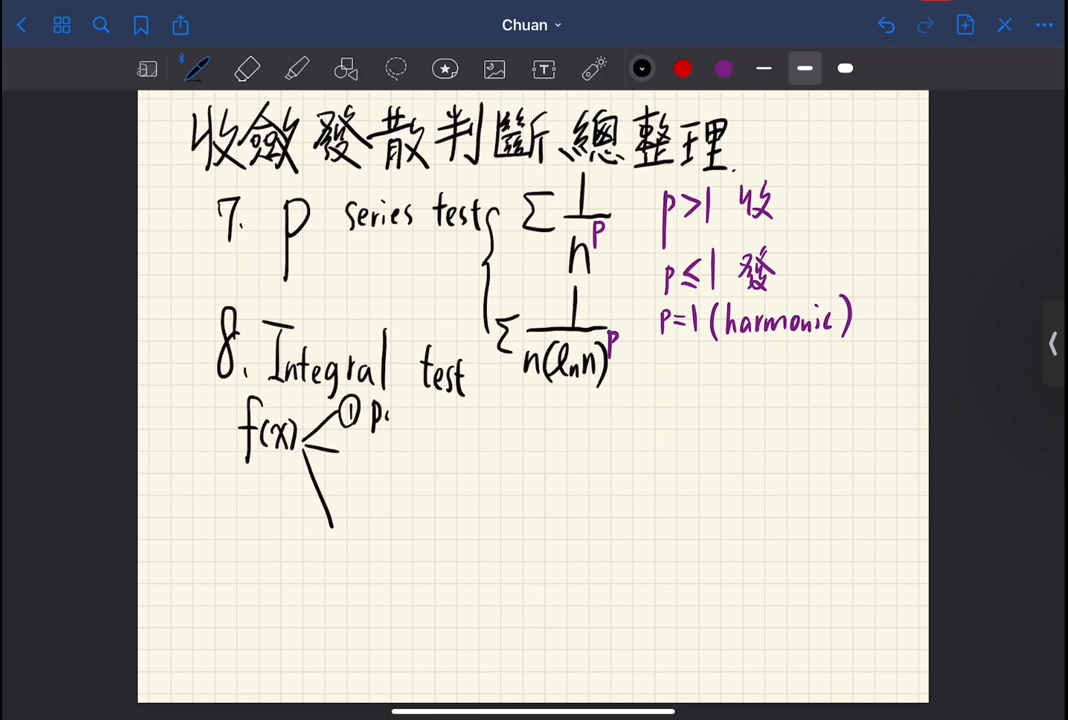 Chuan
收斂發散判斷總整理.
7. p series test { Σ 1/n^p p>1 收
p≤1 發
Σ 1/n(ln n)^p p=1 (harmonic)
8. Integral test
f(x) ①